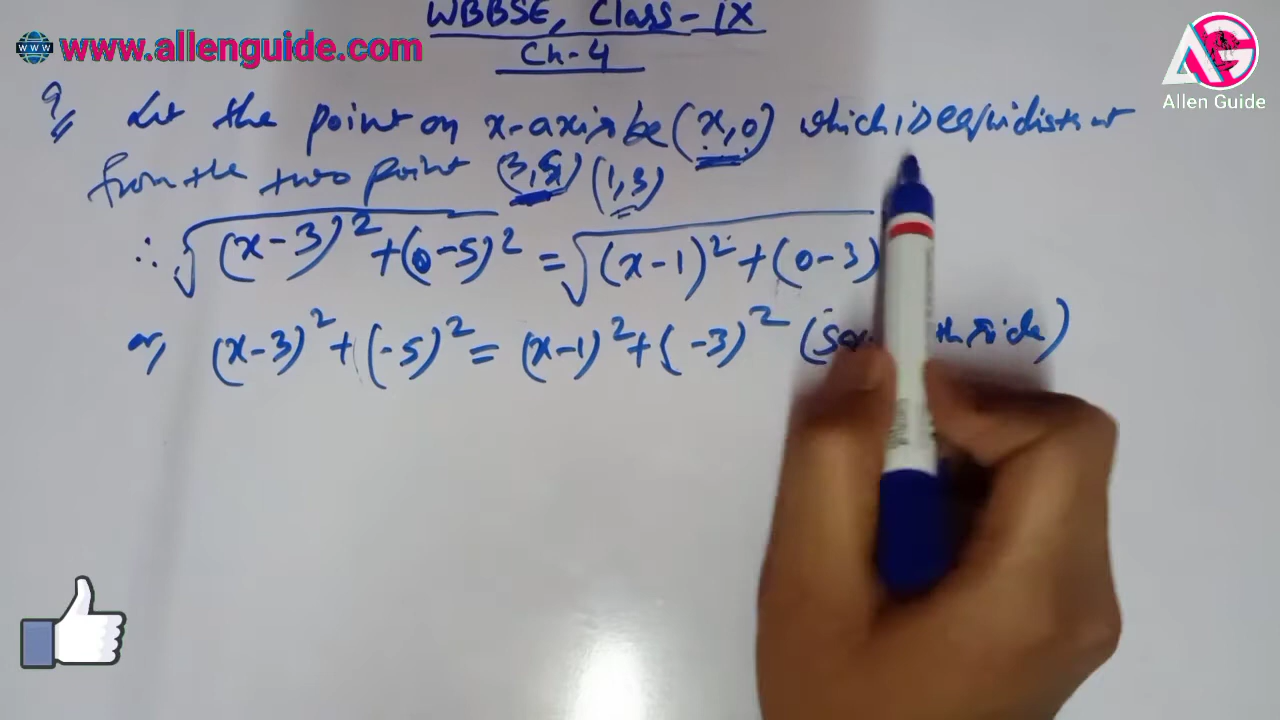 WBBSE, Class - IX
www.allenguide.com
Ch-4
Allen Guide
9, Let the point on x-axis be (x,0) which is equidistant
from the two point (3,5) (1,3)
∴ √(x-3)² + (0-5)² = √(x-1)² + (0-3)
or, (x-3)² + (-5)² = (x-1)² + (-3)² (side)